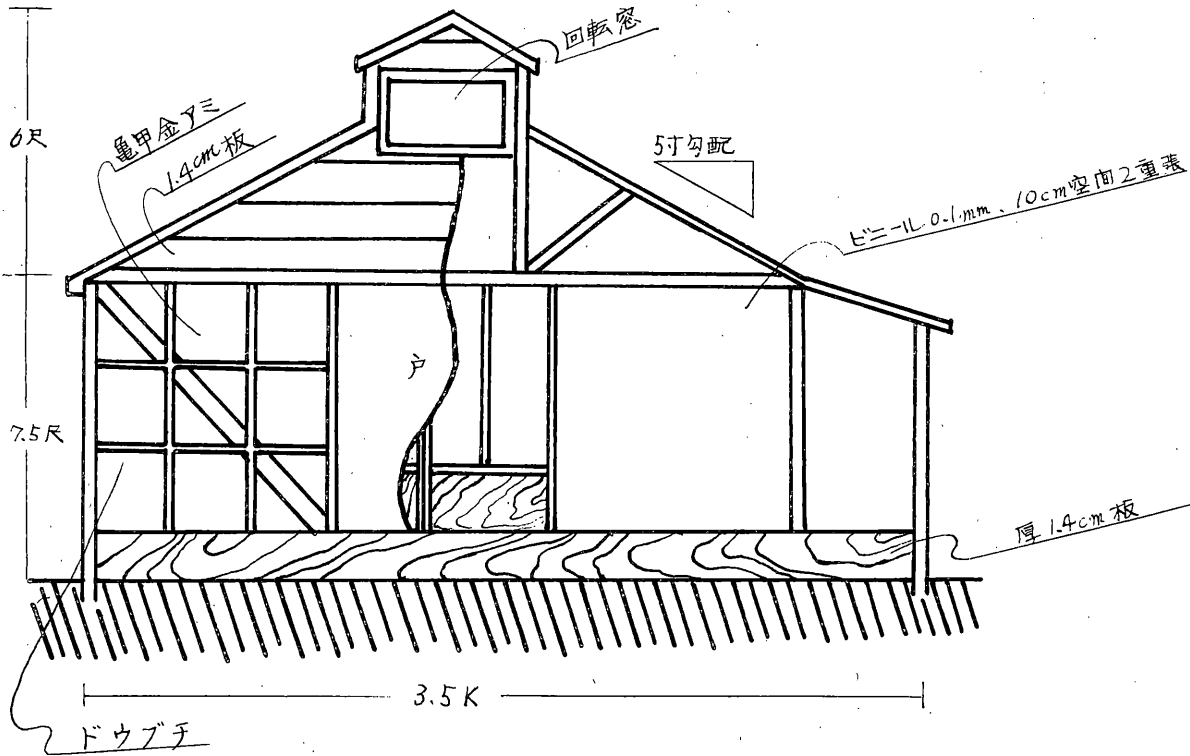 回転窓
6尺
亀甲金アミ
1.4cm板
5寸勾配
ビニール 0.1mm、10cm空間2重張
戸
7.5尺
厚1.4cm板
3.5K
ドウブチ